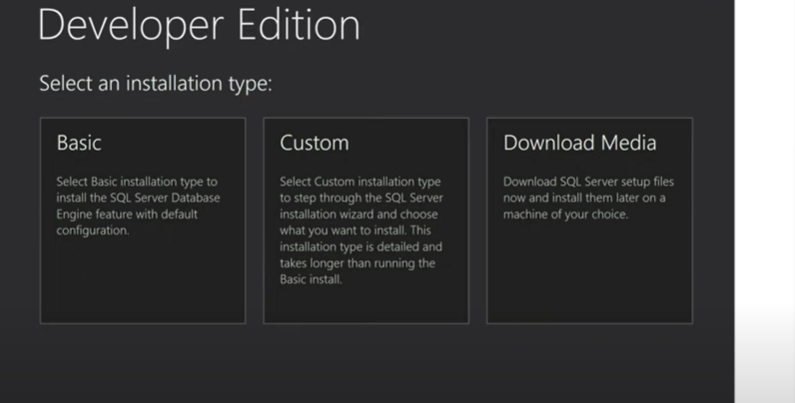 Developer Edition
Select an installation type:
Basic
Select Basic installation type to
install the SQL Server Database
Engine feature with default
configuration.
Custom
Select Custom installation type
to step through the SQL Server
installation wizard and choose
what you want to install. This
installation type is detailed and
takes longer than running the
Basic install.
Download Media
Download SQL Server setup files
now and install them later on a
machine of your choice.